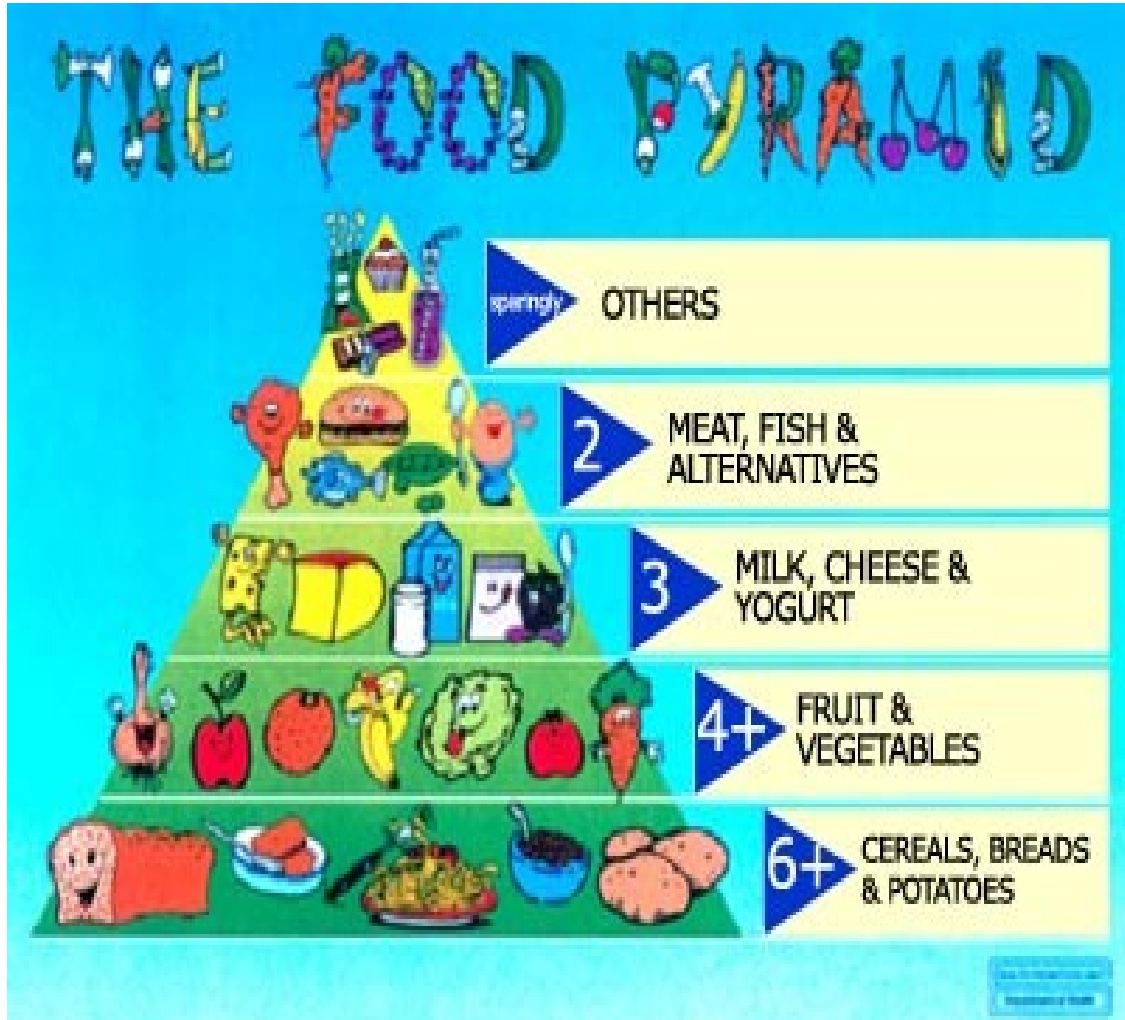 THE FOOD PYRAMID
sparingly
OTHERS
2
MEAT, FISH &
ALTERNATIVES
3
MILK, CHEESE &
YOGURT
4+
FRUIT &
VEGETABLES
6+
CEREALS, BREADS
& POTATOES